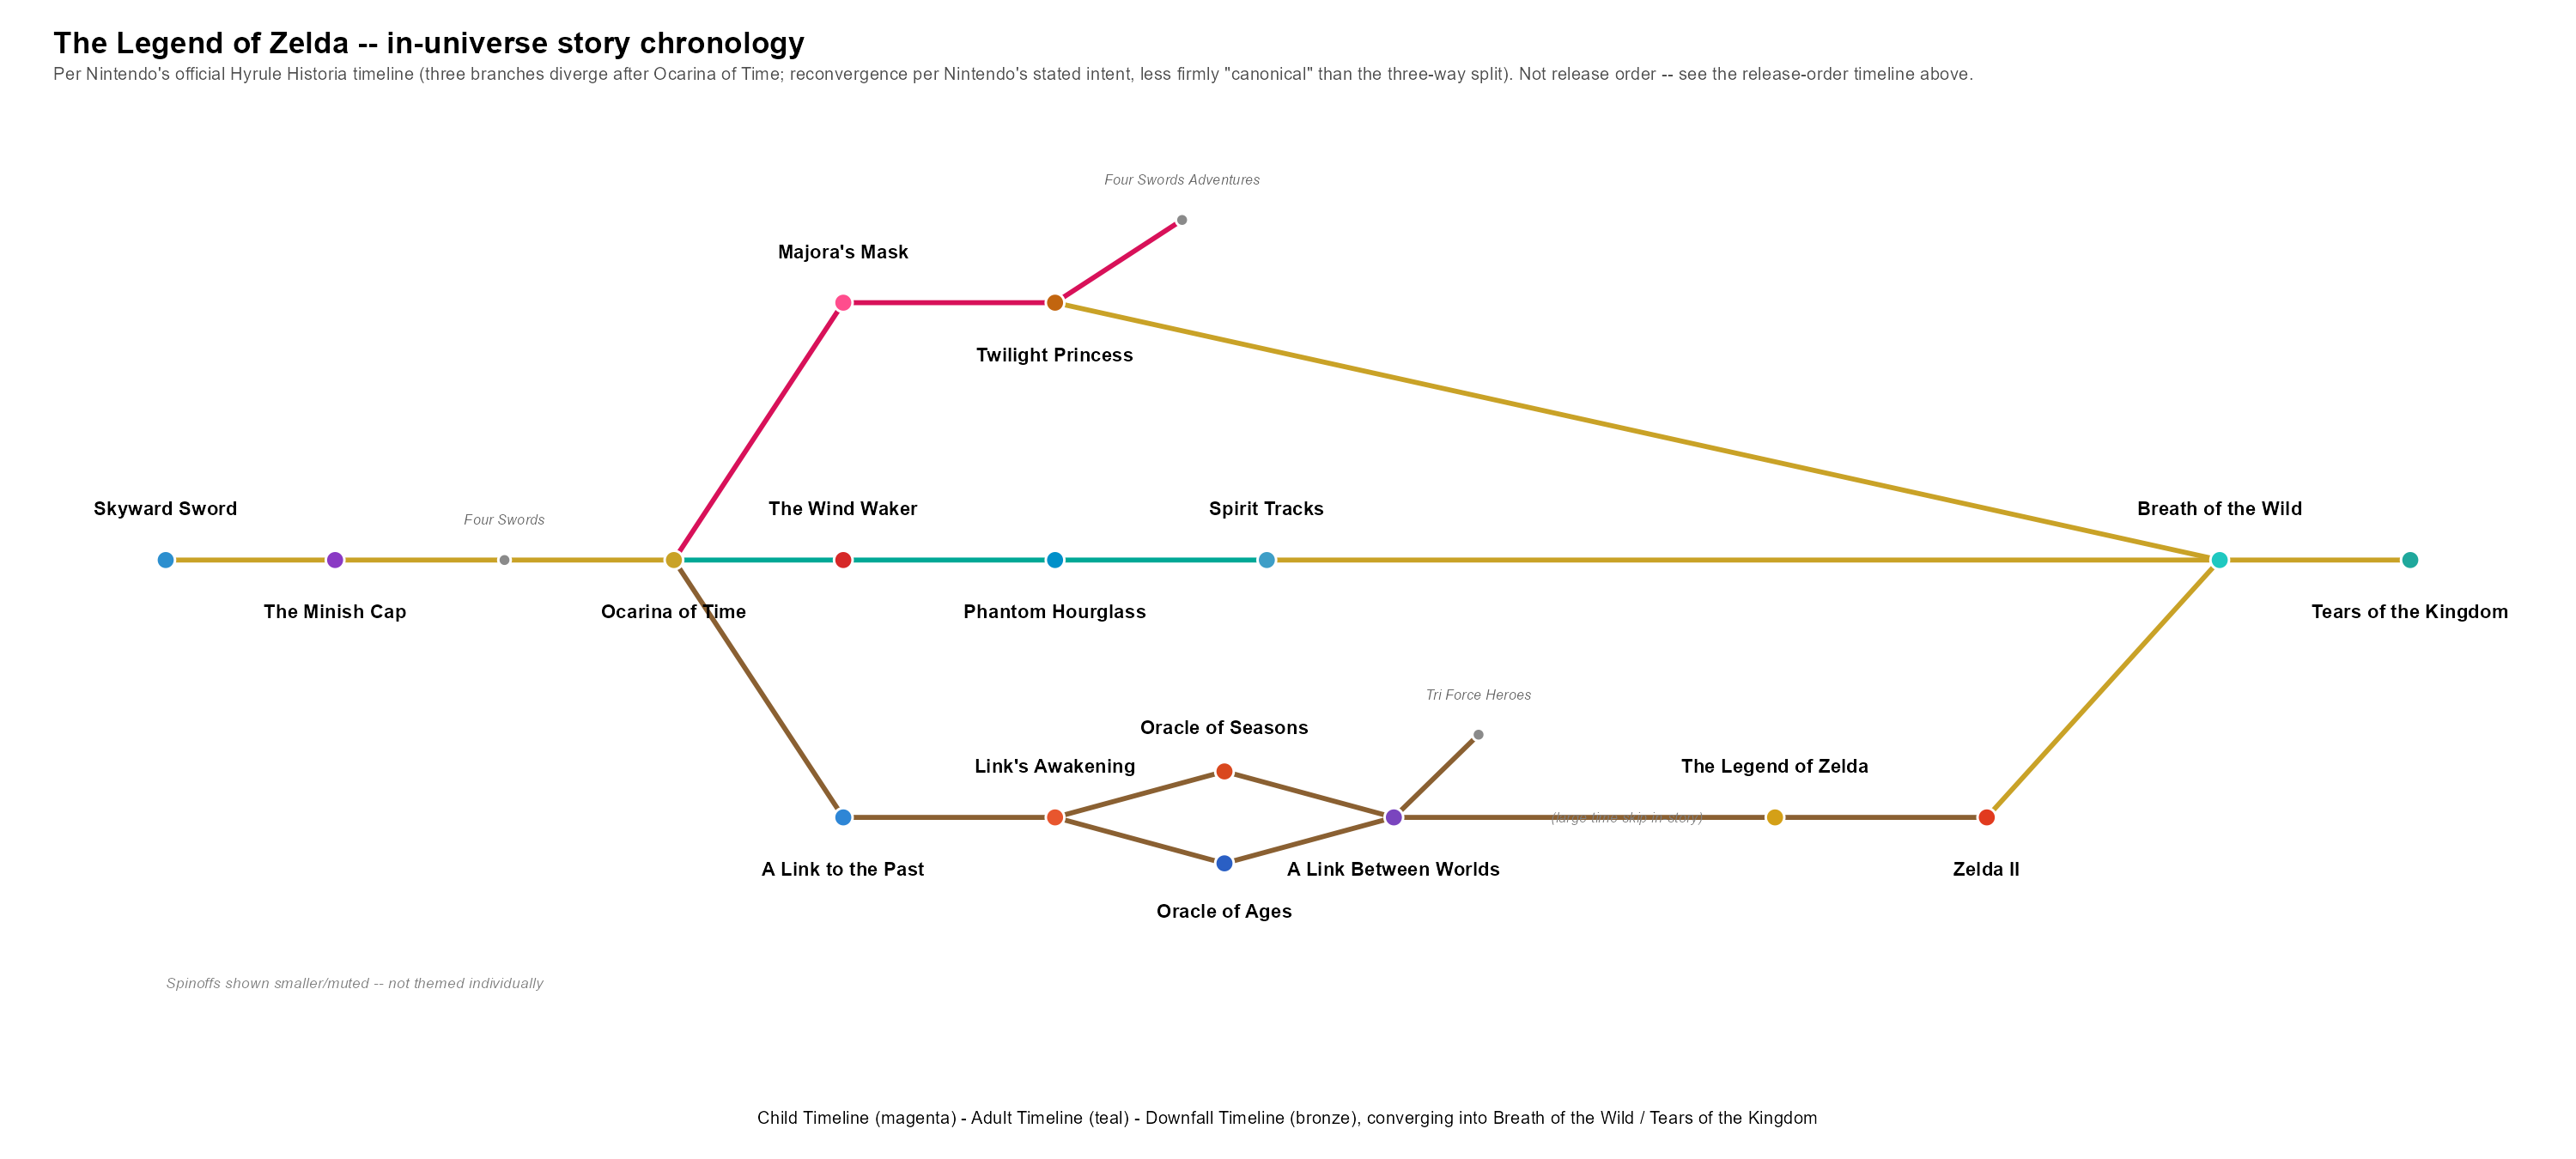 The Legend of Zelda -- in-universe story chronology
Per Nintendo's official Hyrule Historia timeline (three branches diverge after Ocarina of Time; reconvergence per Nintendo's stated intent, less firmly "canonical" than the three-way split). Not release order -- see the release-order timeline above.
Four Swords Adventures
Majora's Mask
Twilight Princess
Skyward Sword
Four Swords
The Wind Waker
Spirit Tracks
Breath of the Wild
The Minish Cap
Ocarina of Time
Phantom Hourglass
Tears of the Kingdom
Tri Force Heroes
Oracle of Seasons
Link's Awakening
The Legend of Zelda
(large time skip in-story)
A Link to the Past
A Link Between Worlds
Zelda II
Oracle of Ages
Spinoffs shown smaller/muted -- not themed individually
Child Timeline (magenta) - Adult Timeline (teal) - Downfall Timeline (bronze), converging into Breath of the Wild / Tears of the Kingdom